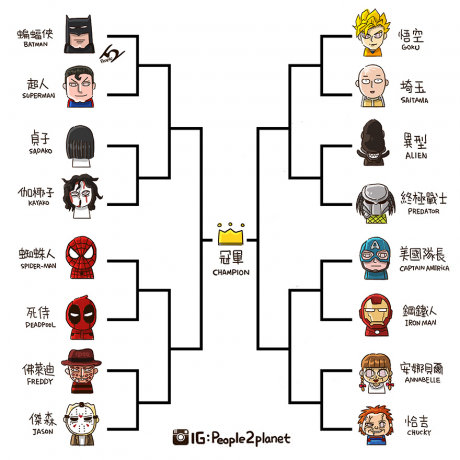 蝙蝠俠
BATMAN
超人
SUPERMAN
貞子
SADAKO
伽椰子
KAYAKO
蜘蛛人
SPIDER-MAN
死侍
DEADPOOL
佛萊迪
FREDDY
傑森
JASON
冠軍
CHAMPION
悟空
GOKU
埼玉
SAITAMA
異型
ALIEN
終極戰士
PREDATOR
美國隊長
CAPTAIN AMERICA
鋼鐵人
IRON MAN
安娜貝爾
ANNABELLE
恰吉
CHUCKY
IG:People2planet